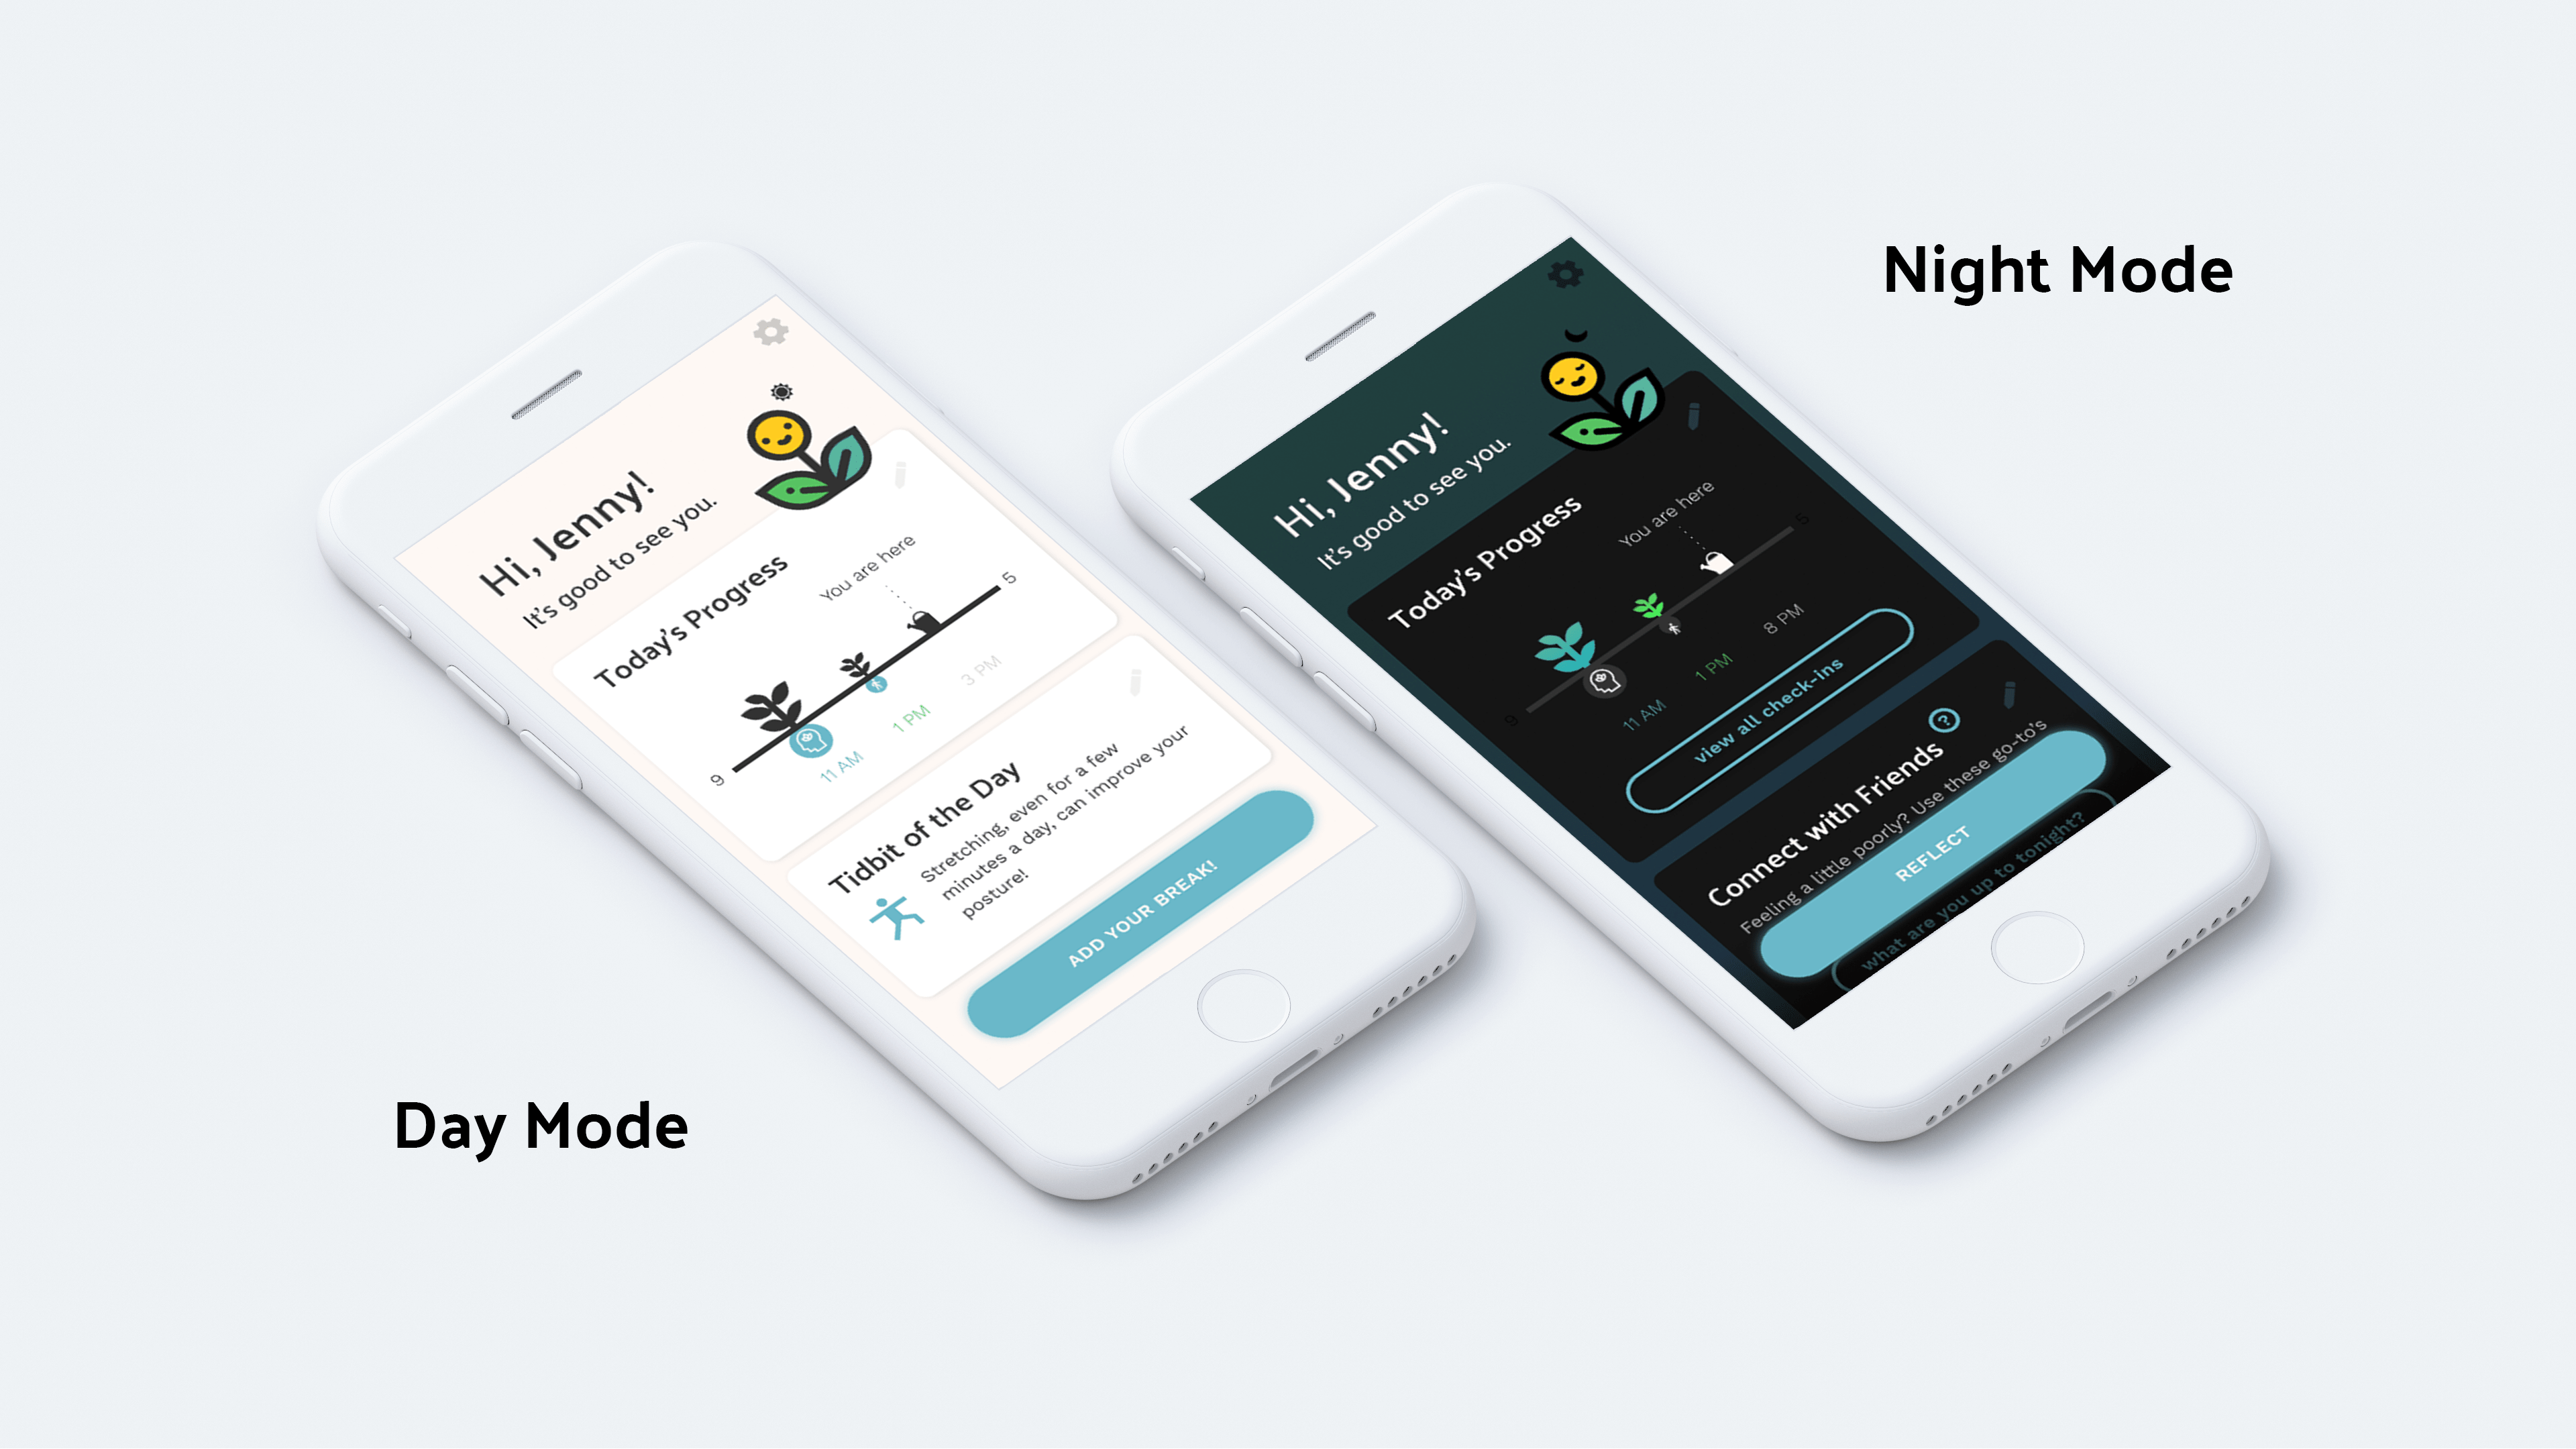 Night Mode
Hi, Jenny!
It's good to see you.
Today's Progress
You are here
9
5
11 AM
1 PM
3 PM
Tidbit of the Day
Stretching, even for a few
minutes a day, can improve your
posture!
ADD YOUR BREAK!
Hi, Jenny!
It's good to see you.
Today's Progress
You are here
9
5
11 AM
1 PM
8 PM
view all check-ins
Connect with Friends
?
Feeling a little poorly? Use these go-to's
REFLECT
what are you up to tonight?
Day Mode